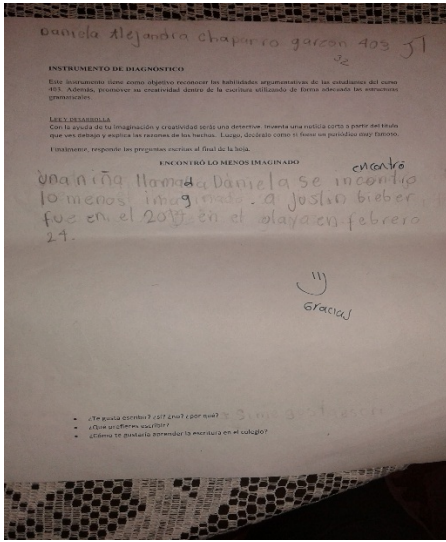 Daniela Alejandra chaparro garcon 403 JT
32
INSTRUMENTO DE DIAGNÓSTICO
Este instrumento tiene como objetivo reconocer las habilidades argumentativas de los estudiantes del curso
403. Además, promover su creatividad dentro de la escritura utilizando de forma adecuada las estructuras
gramaticales.
LEE Y DESARROLLA
Con la ayuda de tu imaginación y creatividad serás una detective, inventa una noticia corta a partir del título
que ves debajo y explica las razones de los hechos. Luego, decóralo como si fuese un periódico muy famoso.
Finalmente, responde las preguntas escritas al final de la hoja.
ENCONTRÓ LO MENOS IMAGINADO
encontró
Una niña llamada Daniela se incontio
lo menos imaginado. a justin bieber
fue en el en el playa en febrero
24.
Gracias
¿Te gusta escribir? ¿sí? ¿no? ¿por qué?
¿Qué prefieres escribir?
¿Cómo te gustaría aprender la escritura en el colegio?